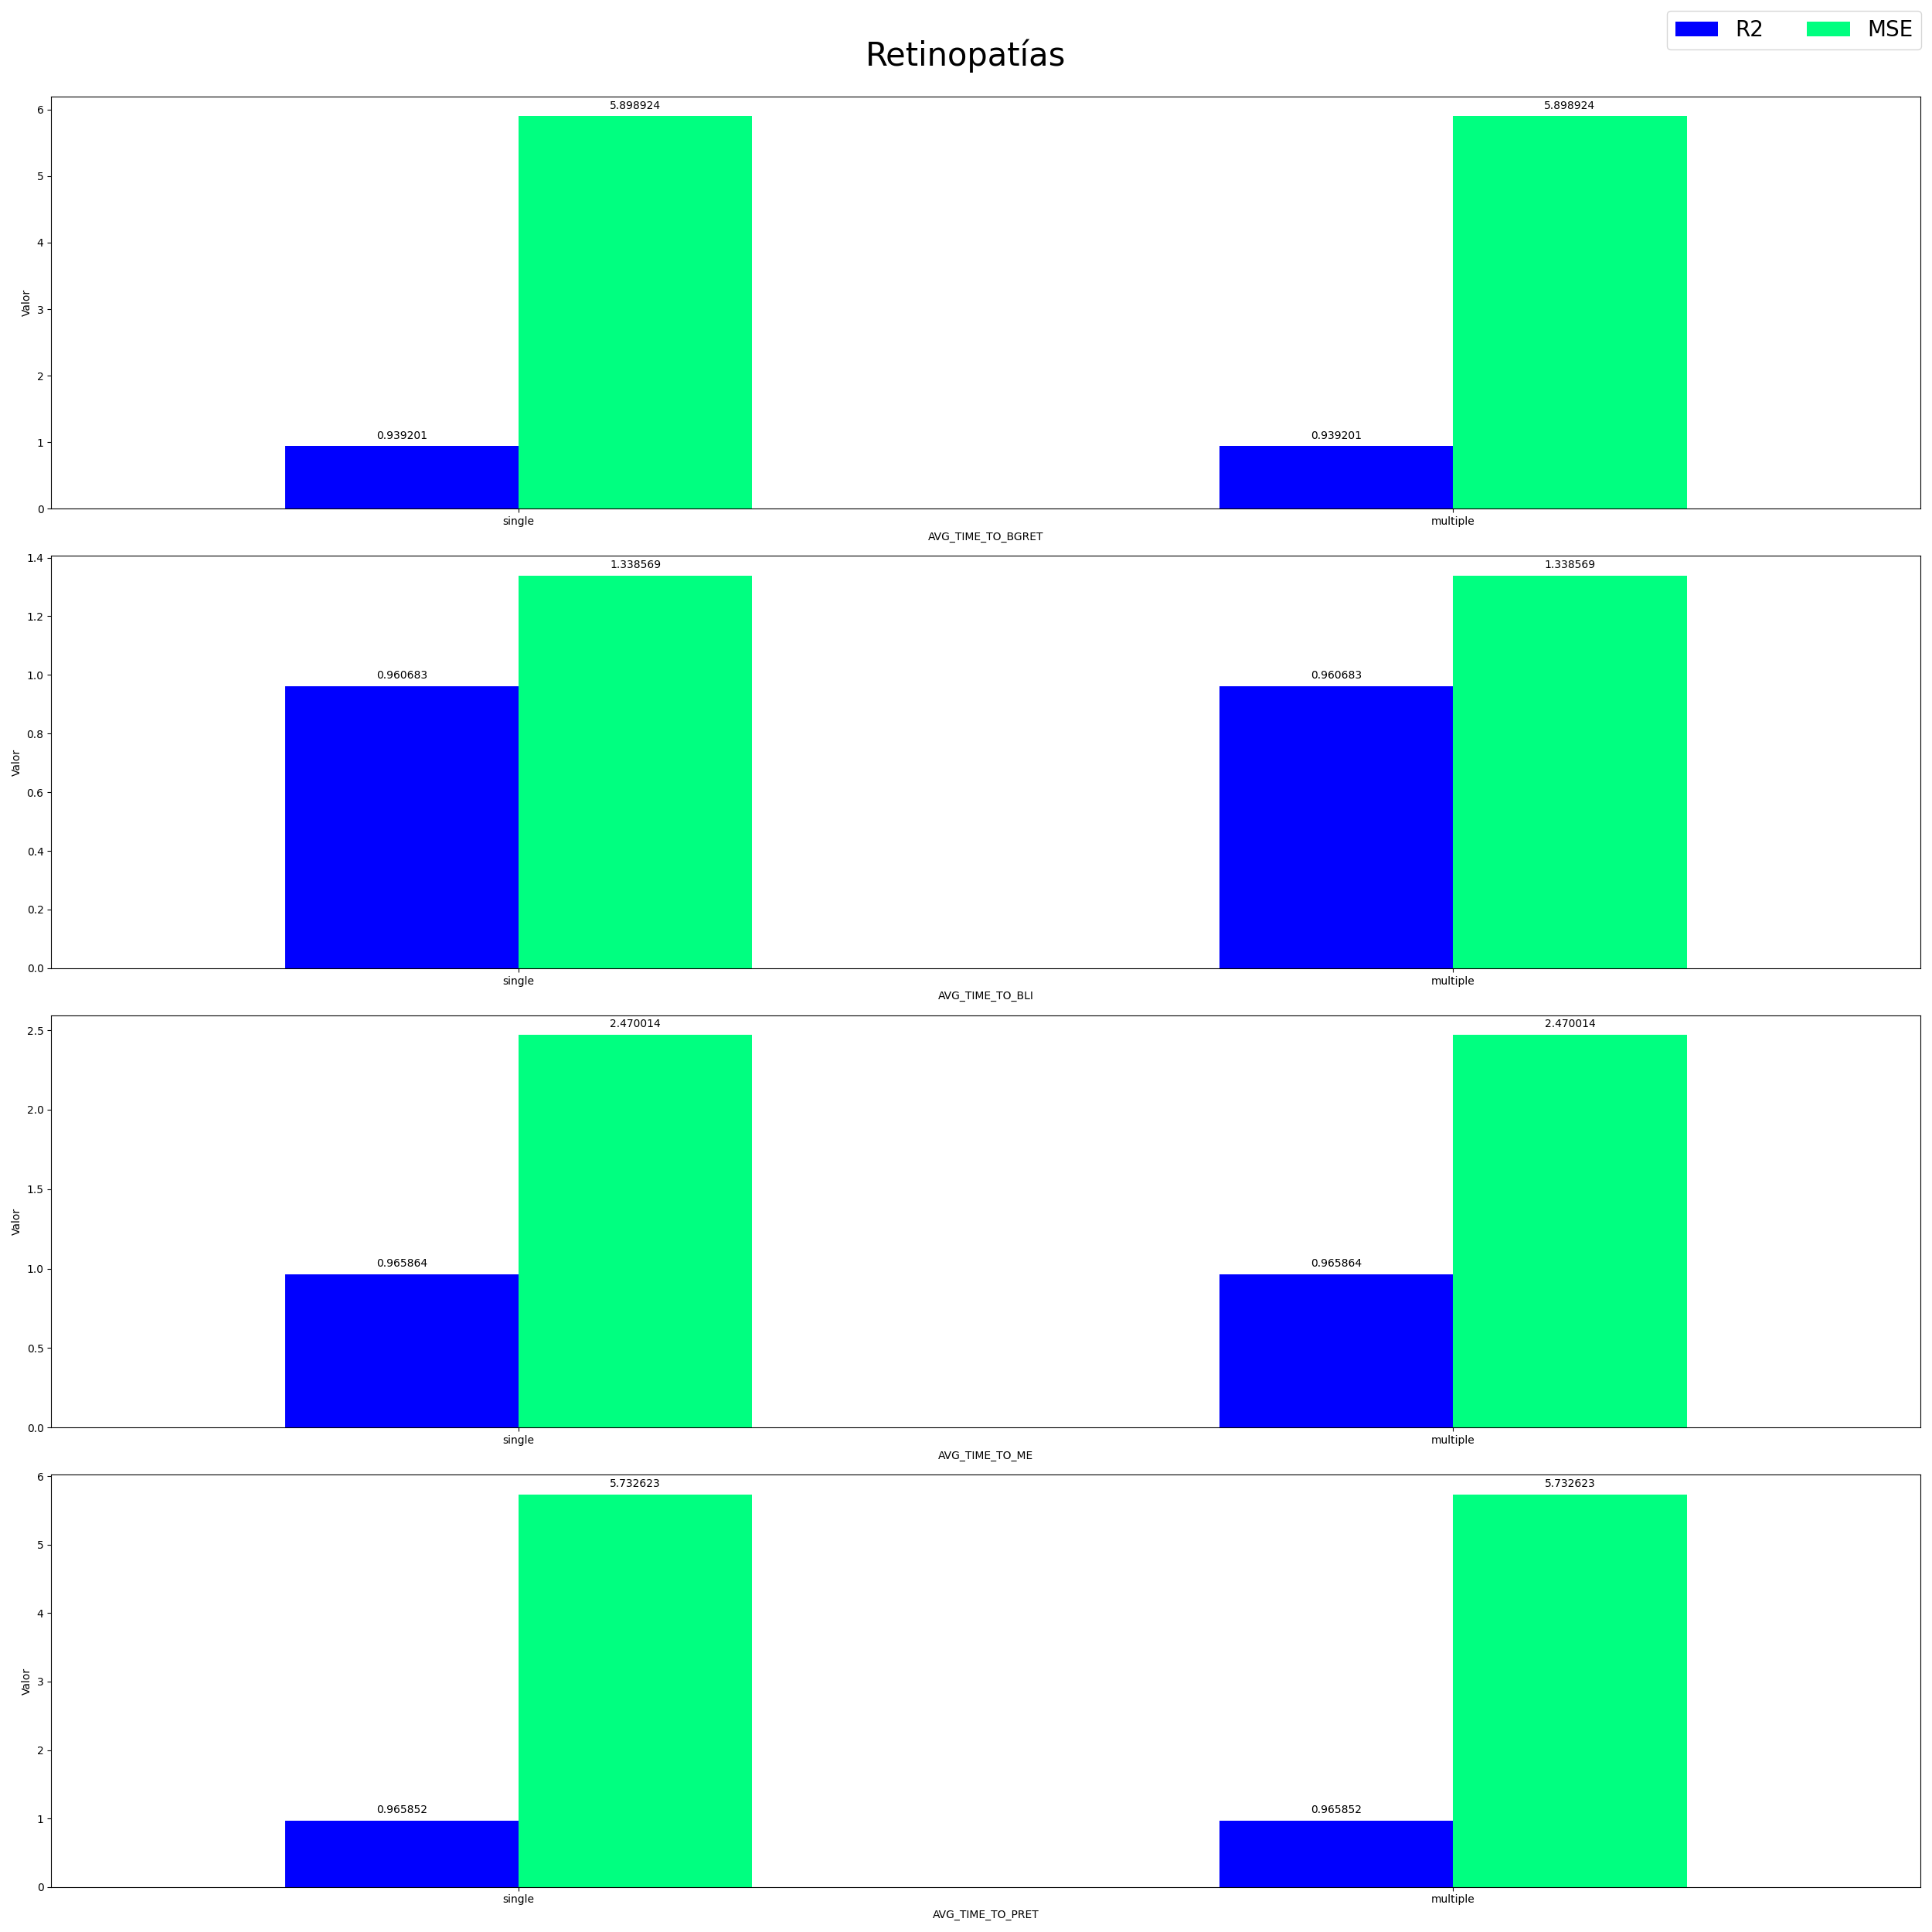 R2 MSE
Retinopatías
5.898924 5.898924
6
5
4
Valor
3
2
0.939201 0.939201
1
0
single multiple
AVG_TIME_TO_BGRET
1.4
1.338569 1.338569
1.2
0.960683 0.960683
1.0
0.8
Valor
0.6
0.4
0.2
0.0
single multiple
AVG_TIME_TO_BLI
2.470014 2.470014
2.5
2.0
1.5
Valor
0.965864 0.965864
1.0
0.5
0.0
single multiple
AVG_TIME_TO_ME
6
5.732623 5.732623
5
4
Valor
3
2
0.965852 0.965852
1
0
single multiple
AVG_TIME_TO_PRET